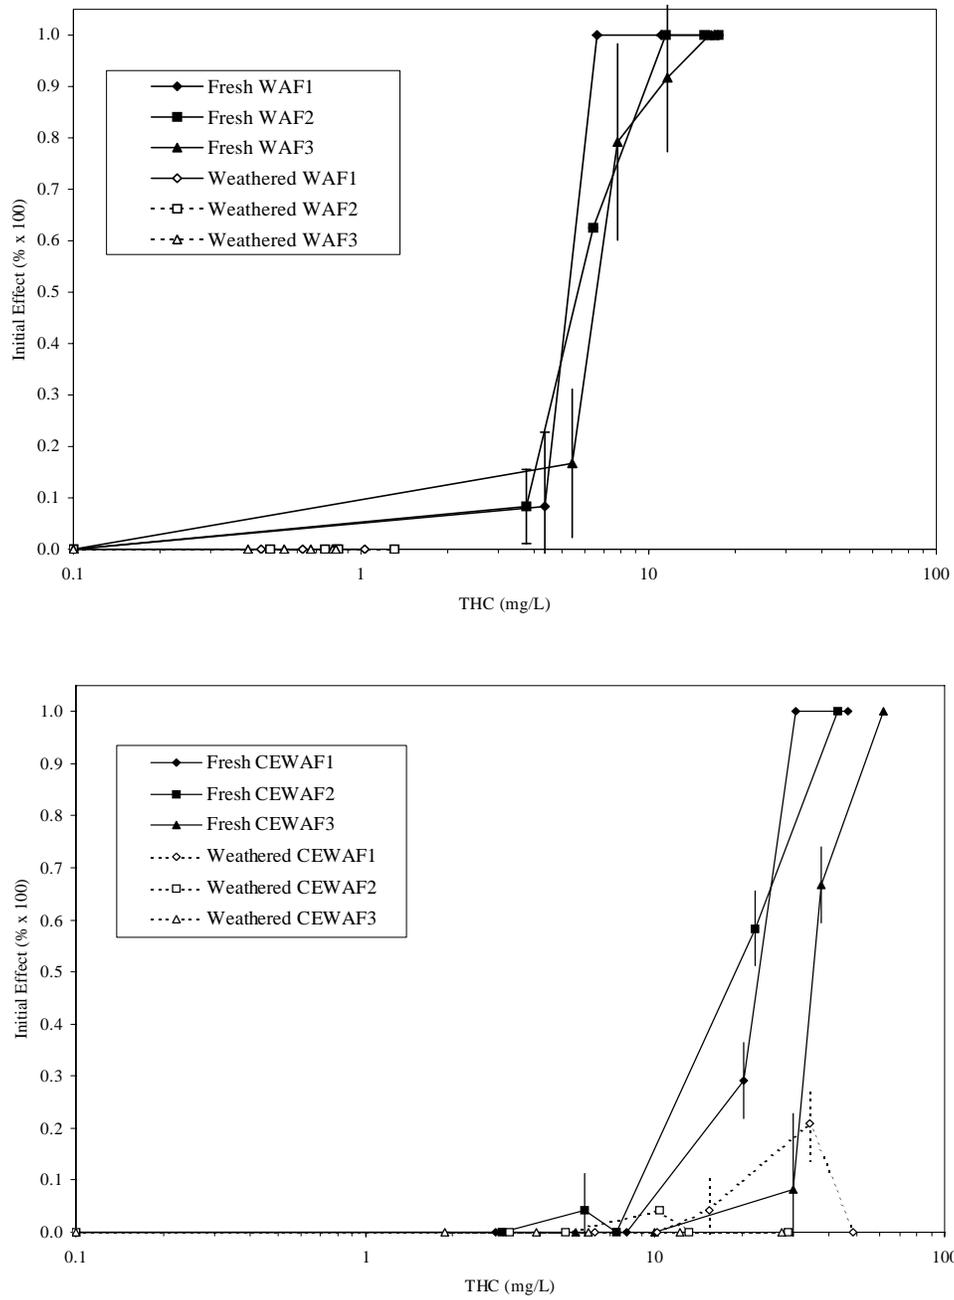 1.0
0.9
0.8
0.7
0.6
0.5
0.4
0.3
0.2
0.1
0.0
Initial Effect (% x 100)
Fresh WAF1
Fresh WAF2
Fresh WAF3
Weathered WAF1
Weathered WAF2
Weathered WAF3
0.1 1 10 100
THC (mg/L)
1.0
0.9
0.8
0.7
0.6
0.5
0.4
0.3
0.2
0.1
0.0
Initial Effect (% x 100)
Fresh CEWAF1
Fresh CEWAF2
Fresh CEWAF3
Weathered CEWAF1
Weathered CEWAF2
Weathered CEWAF3
0.1 1 10 100
THC (mg/L)